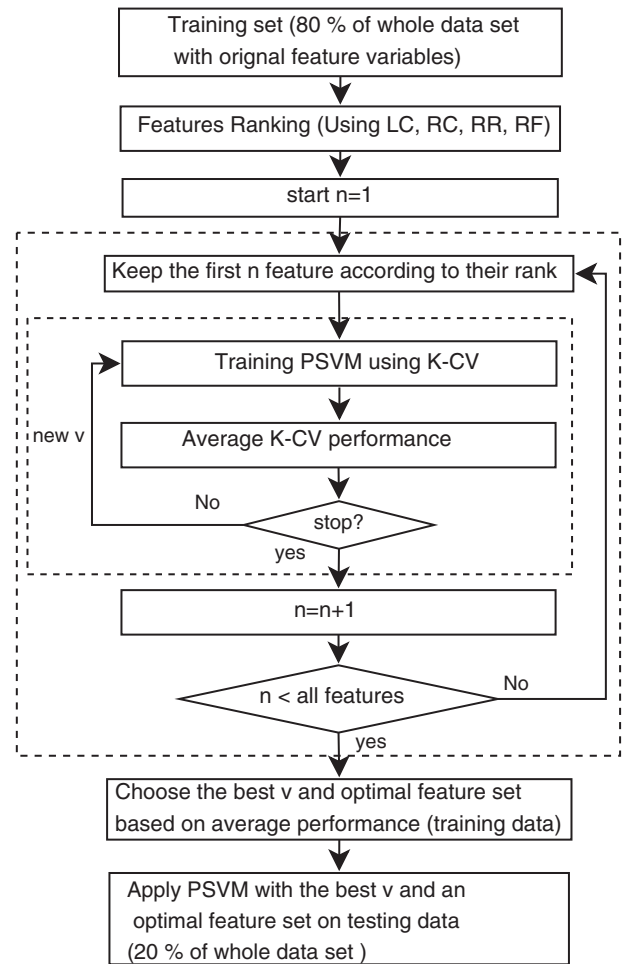 Training set (80 % of whole data set
with orignal feature variables)
Features Ranking (Using LC, RC, RR, RF)
start n=1
Keep the first n feature according to their rank
Training PSVM using K-CV
new v
Average K-CV performance
No
stop?
yes
n=n+1
n < all features
No
yes
Choose the best v and optimal feature set
based on average performance (training data)
Apply PSVM with the best v and an
optimal feature set on testing data
(20 % of whole data set )